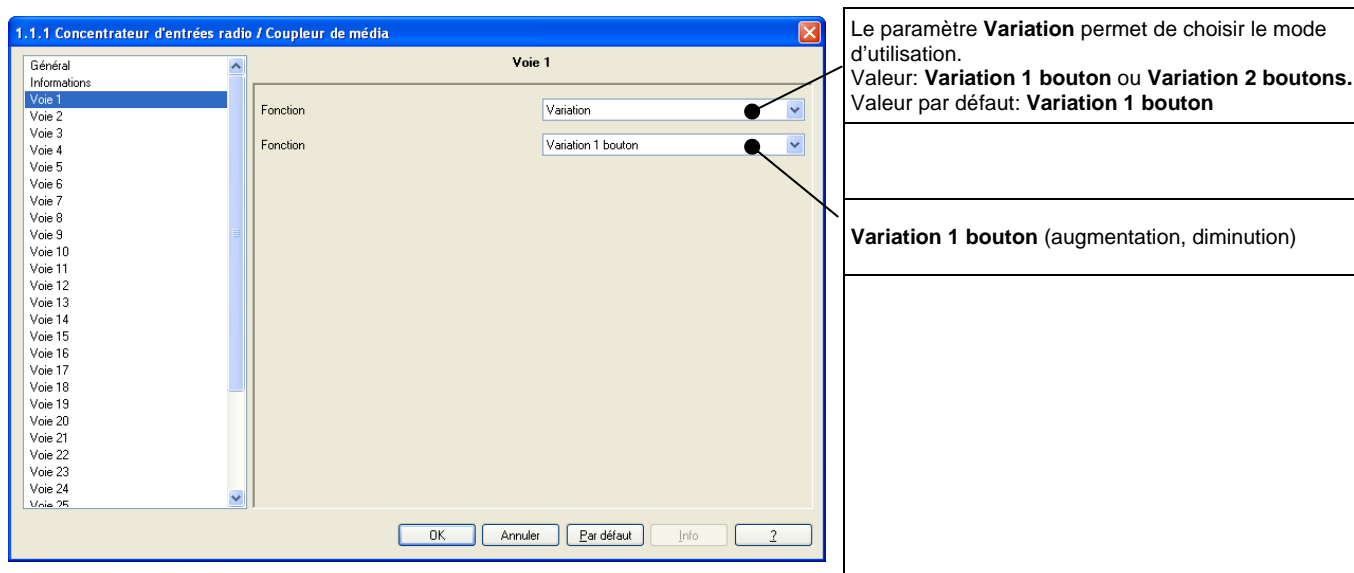 1.1.1 Concentrateur d'entrées radio / Coupleur de média
Général
Informations
Voie 1
Voie 2
Voie 3
Voie 4
Voie 5
Voie 6
Voie 7
Voie 8
Voie 9
Voie 10
Voie 11
Voie 12
Voie 13
Voie 14
Voie 15
Voie 16
Voie 17
Voie 18
Voie 19
Voie 20
Voie 21
Voie 22
Voie 23
Voie 24
Voie 25
Voie 1
Fonction
Variation
Fonction
Variation 1 bouton
OK
Annuler
Par défaut
Info
?
Le paramètre Variation permet de choisir le mode
d'utilisation.
Valeur: Variation 1 bouton ou Variation 2 boutons.
Valeur par défaut: Variation 1 bouton
Variation 1 bouton (augmentation, diminution)